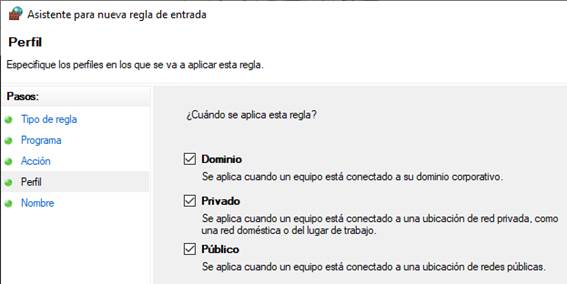 Asistente para nueva regla de entrada
Perfil
Especifique los perfiles en los que se va a aplicar esta regla.
Pasos:
Tipo de regla
Programa
Acción
Perfil
Nombre
¿Cuándo se aplica esta regla?
Dominio
Se aplica cuando un equipo está conectado a su dominio corporativo.
Privado
Se aplica cuando un equipo está conectado a una ubicación de red privada, como
una red doméstica o del lugar de trabajo.
Público
Se aplica cuando un equipo está conectado a una ubicación de redes públicas.